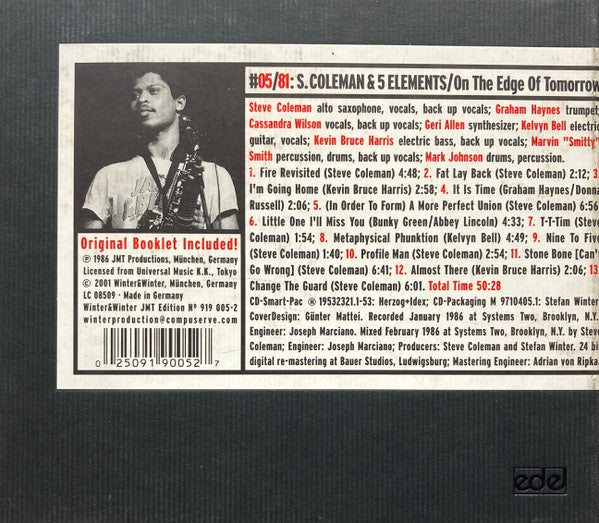 #05/81: S. COLEMAN & 5 ELEMENTS/On The Edge Of Tomorrow
Steve Coleman alto saxophone, vocals, back up vocals; Graham Haynes trumpet,
Cassandra Wilson vocals, back up vocals; Geri Allen synthesizer; Kelvyn Bell electric
guitar, vocals; Kevin Bruce Harris electric bass, back up vocals; Marvin "Smitty"
Smith percussion, drums, back up vocals; Mark Johnson drums, percussion.
1. Fire Revisited (Steve Coleman) 4:48; 2. Fat Lay Back (Steve Coleman) 2:12; 3.
I'm Going Home (Kevin Bruce Harris) 2:58; 4. It Is Time (Graham Haynes/Donna
Russell) 2:06; 5. (In Order To Form) A More Perfect Union (Steve Coleman) 6:56
6. Little One I'll Miss You (Bunky Green/Abbey Lincoln) 4:33; 7. T-T-Tim (Steve
Coleman) 1:54; 8. Metaphysical Phunktion (Kelvyn Bell) 4:49; 9. Nine To Five
(Steve Coleman) 1:40; 10. Profile Man (Steve Coleman) 2:54; 11. Stone Bone [Can't
Go Wrong] (Steve Coleman) 6:41; 12. Almost There (Kevin Bruce Harris) 2:06; 13.
Change The Guard (Steve Coleman) 6:01. Total Time 50:28
CD-Smart-Pac ® 19532321.1-53: Herzog+Idex; CD-Packaging M 9710405.1: Stefan Winter
CoverDesign: Günter Mattei. Recorded January 1986 at Systems Two, Brooklyn, N.Y.
Engineer: Joseph Marciano. Mixed February 1986 at Systems Two, Brooklyn, N.Y. by Steve
Coleman; Engineer: Joseph Marciano; Producers: Steve Coleman and Stefan Winter. 24 bit
digital re-mastering at Bauer Studios, Ludwigsburg; Mastering Engineer: Adrian von Ripka
Original Booklet Included!
℗ 1986 JMT Productions, München, Germany
Licensed from Universal Music K.K., Tokyo
© 2001 Winter&Winter, München, Germany
LC 08509 · Made in Germany
Winter&Winter JMT Edition Nº 919 005-2
winterproduction@compuserve.com
0 25091 90052 7
edel